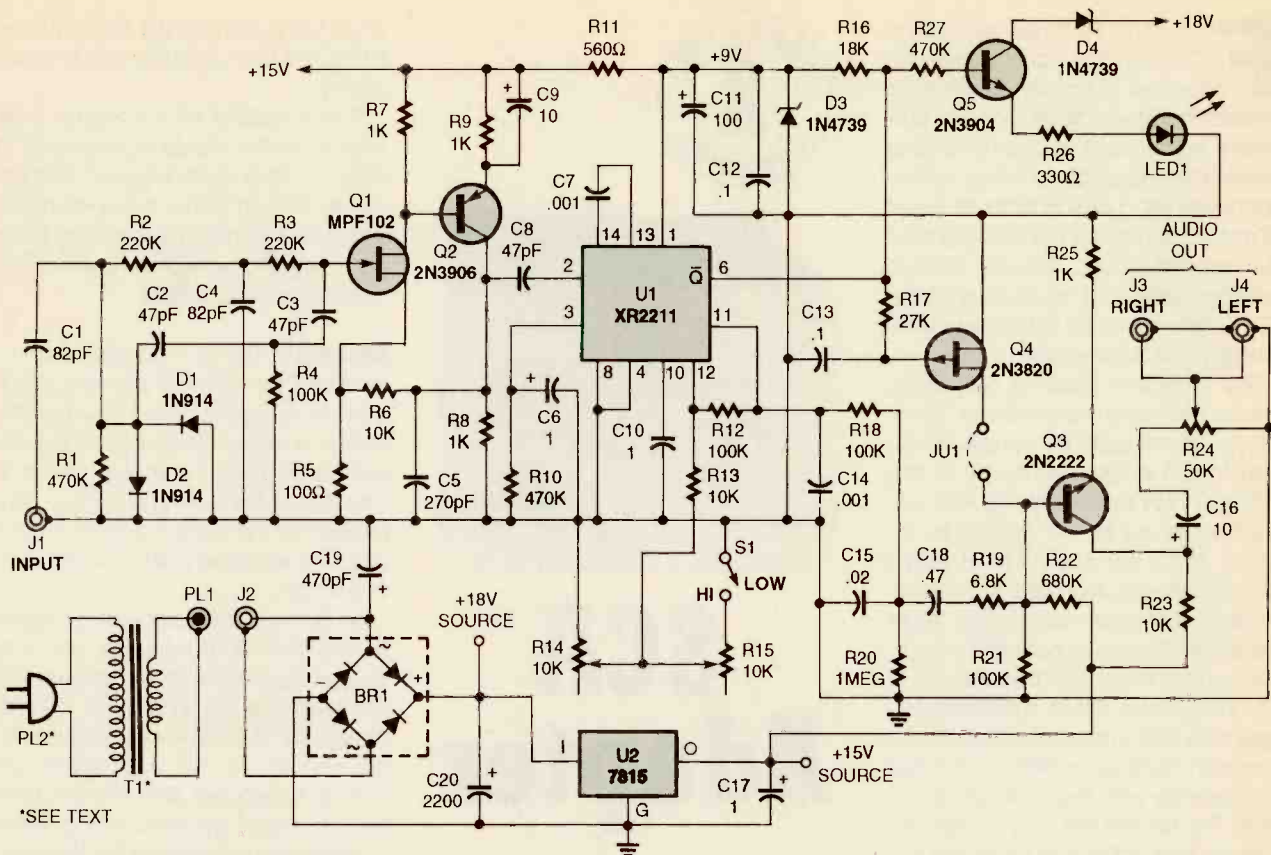 +15V
R11
560Ω
+9V
R16
18K
R27
470K
+18V
D4
1N4739
Q5
2N3904
R7
1K
R9
1K
+
C9
10
+
C11
100
D3
1N4739
R26
330Ω
LED1
C7
.001
C12
.1
Q1
MPF102
R2
220K
R3
220K
Q2
2N3906
C8
47pF
14
13
1
2
3
U1
XR2211
Q
6
11
8
4
10
12
R25
1K
AUDIO
OUT
J3
RIGHT
J4
LEFT
C1
82pF
C2
47pF
C4
82pF
C3
47pF
C13
.1
R17
27K
Q4
2N3820
D1
1N914
R4
100K
R6
10K
R8
1K
+
C6
1
C10
1
R12
100K
R18
100K
JU1
Q3
2N2222
R24
50K
R1
470K
D2
1N914
R5
100Ω
C5
270pF
R10
470K
R13
10K
C14
.001
C16
10
+
J1
INPUT
C19
470pF
+
S1
LOW
HI
C15
.02
C18
.47
R19
6.8K
R22
680K
R23
10K
PL1
J2
+18V
SOURCE
R14
10K
R15
10K
R20
1MEG
R21
100K
~
–
BR1
+
~
PL2*
T1*
C20
2200
+
I
U2
7815
O
G
C17
1
+
+15V
SOURCE
*SEE TEXT